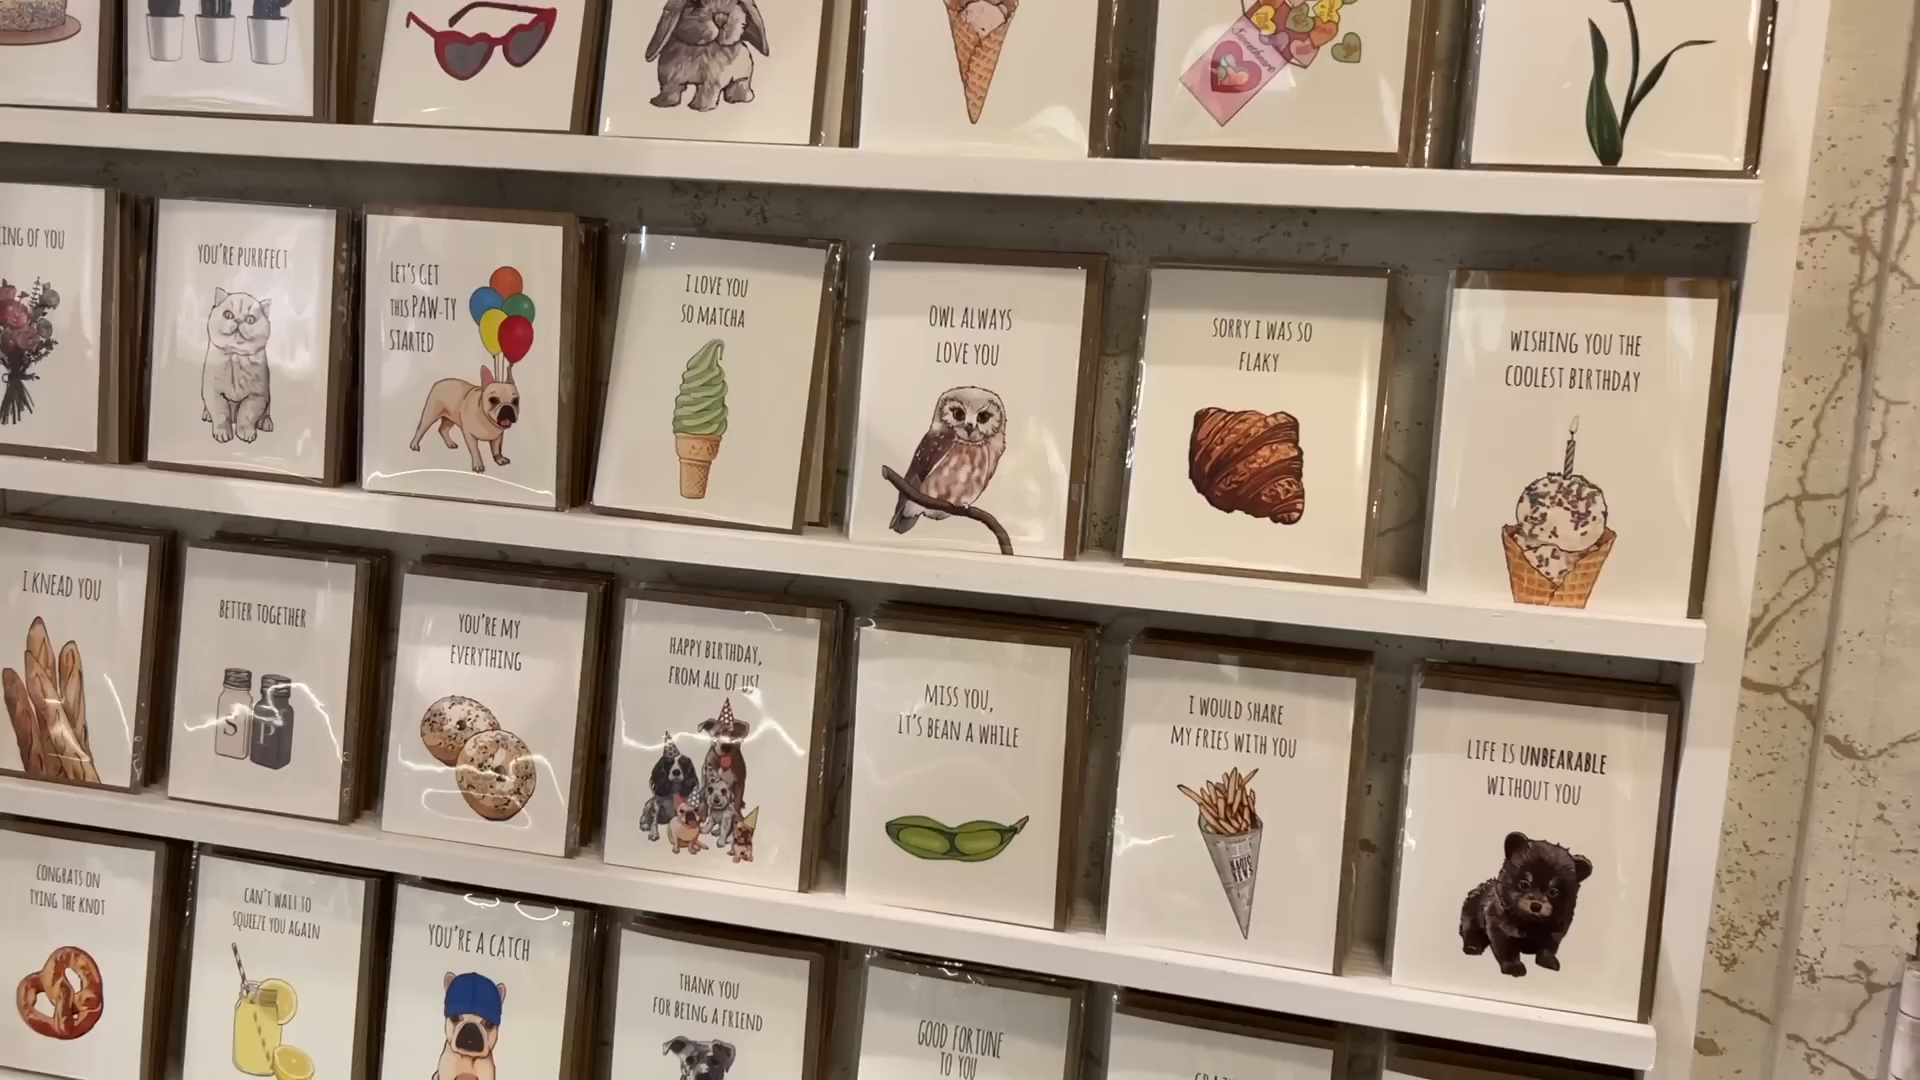 Sweethearts
YOU'RE PURRFECT
LET'S GET
THIS PAW-TY
STARTED
I LOVE YOU
SO MATCHA
OWL ALWAYS
LOVE YOU
SORRY I WAS SO
FLAKY
WISHING YOU THE
COOLEST BIRTHDAY
OF YOU
I KNEAD YOU
BETTER TOGETHER
S
P
YOU'RE MY
EVERYTHING
HAPPY BIRTHDAY,
FROM ALL OF US!
MISS YOU,
IT'S BEAN A WHILE
I WOULD SHARE
MY FRIES WITH YOU
LIFE IS UNBEARABLE
WITHOUT YOU
CONGRATS ON
TYING THE KNOT
CAN'T WAIT TO
SQUEEZE YOU AGAIN
YOU'RE A CATCH
THANK YOU
FOR BEING A FRIEND
GOOD FORTUNE
TO YOU